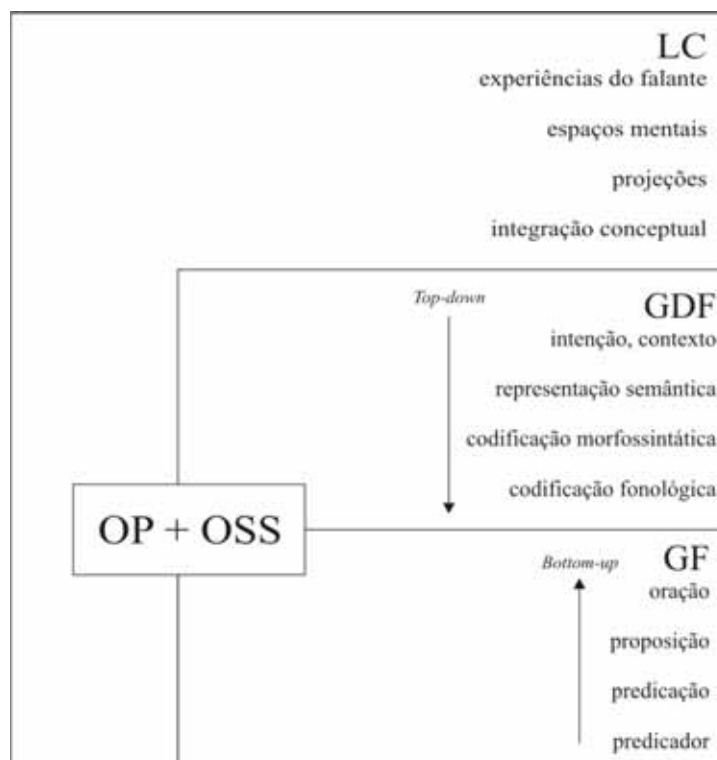 LC
experiências do falante
espaços mentais
projeções
integração conceptual
Top-down
GDF
intenção, contexto
representação semântica
codificação morfossintática
codificação fonológica
OP + OSS
Bottom-up
GF
oração
proposição
predicação
predicador